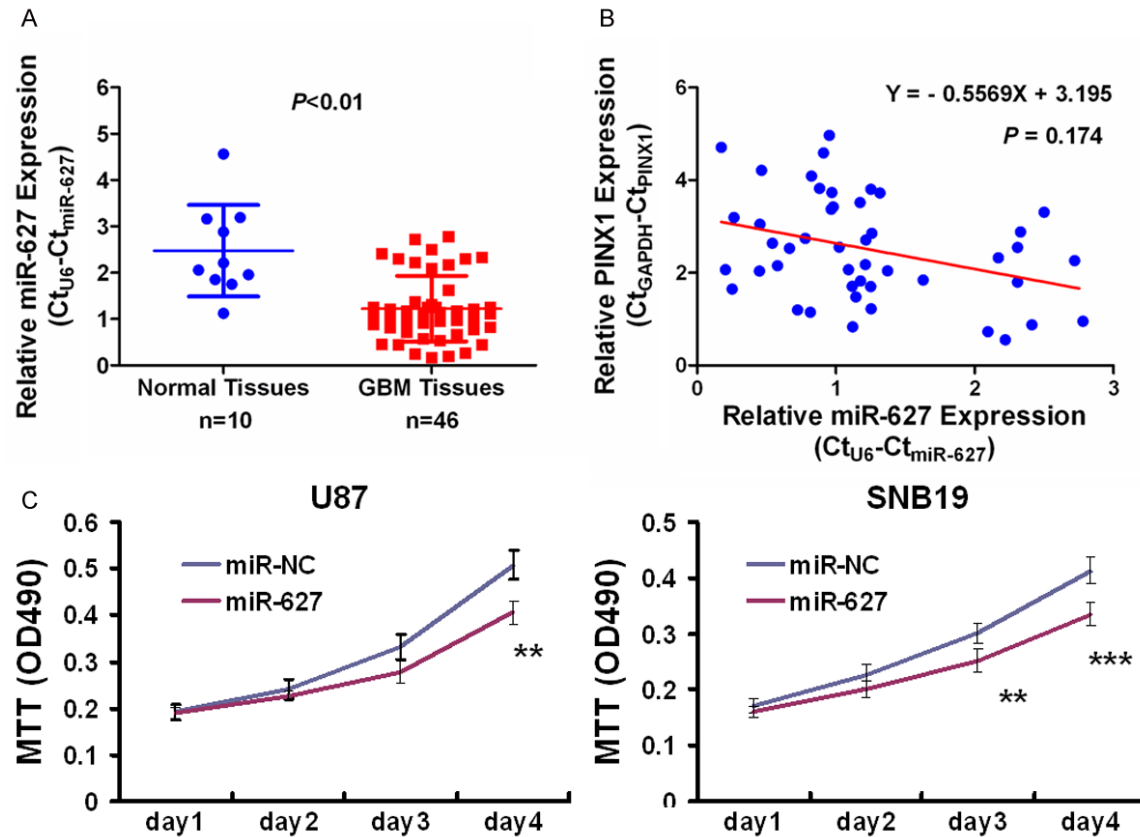 A
Relative miR-627 Expression
(CtU6-CtmiR-627)
6
5
4
3
2
1
0
P<0.01
Normal Tissues
GBM Tissues
n=10
n=46
B
Relative PINX1 Expression
(CtGAPDH-CtPINX1)
6
4
2
0
Y = - 0.5569X + 3.195
P = 0.174
0 1 2 3
Relative miR-627 Expression
(CtU6-CtmiR-627)
C
U87
MTT (OD490)
0.6
0.5
0.4
0.3
0.2
0.1
0
miR-NC
miR-627
**
day1 day2 day3 day4
SNB19
MTT (OD490)
0.5
0.4
0.3
0.2
0.1
0
miR-NC
miR-627
**
***
day1 day2 day3 day4